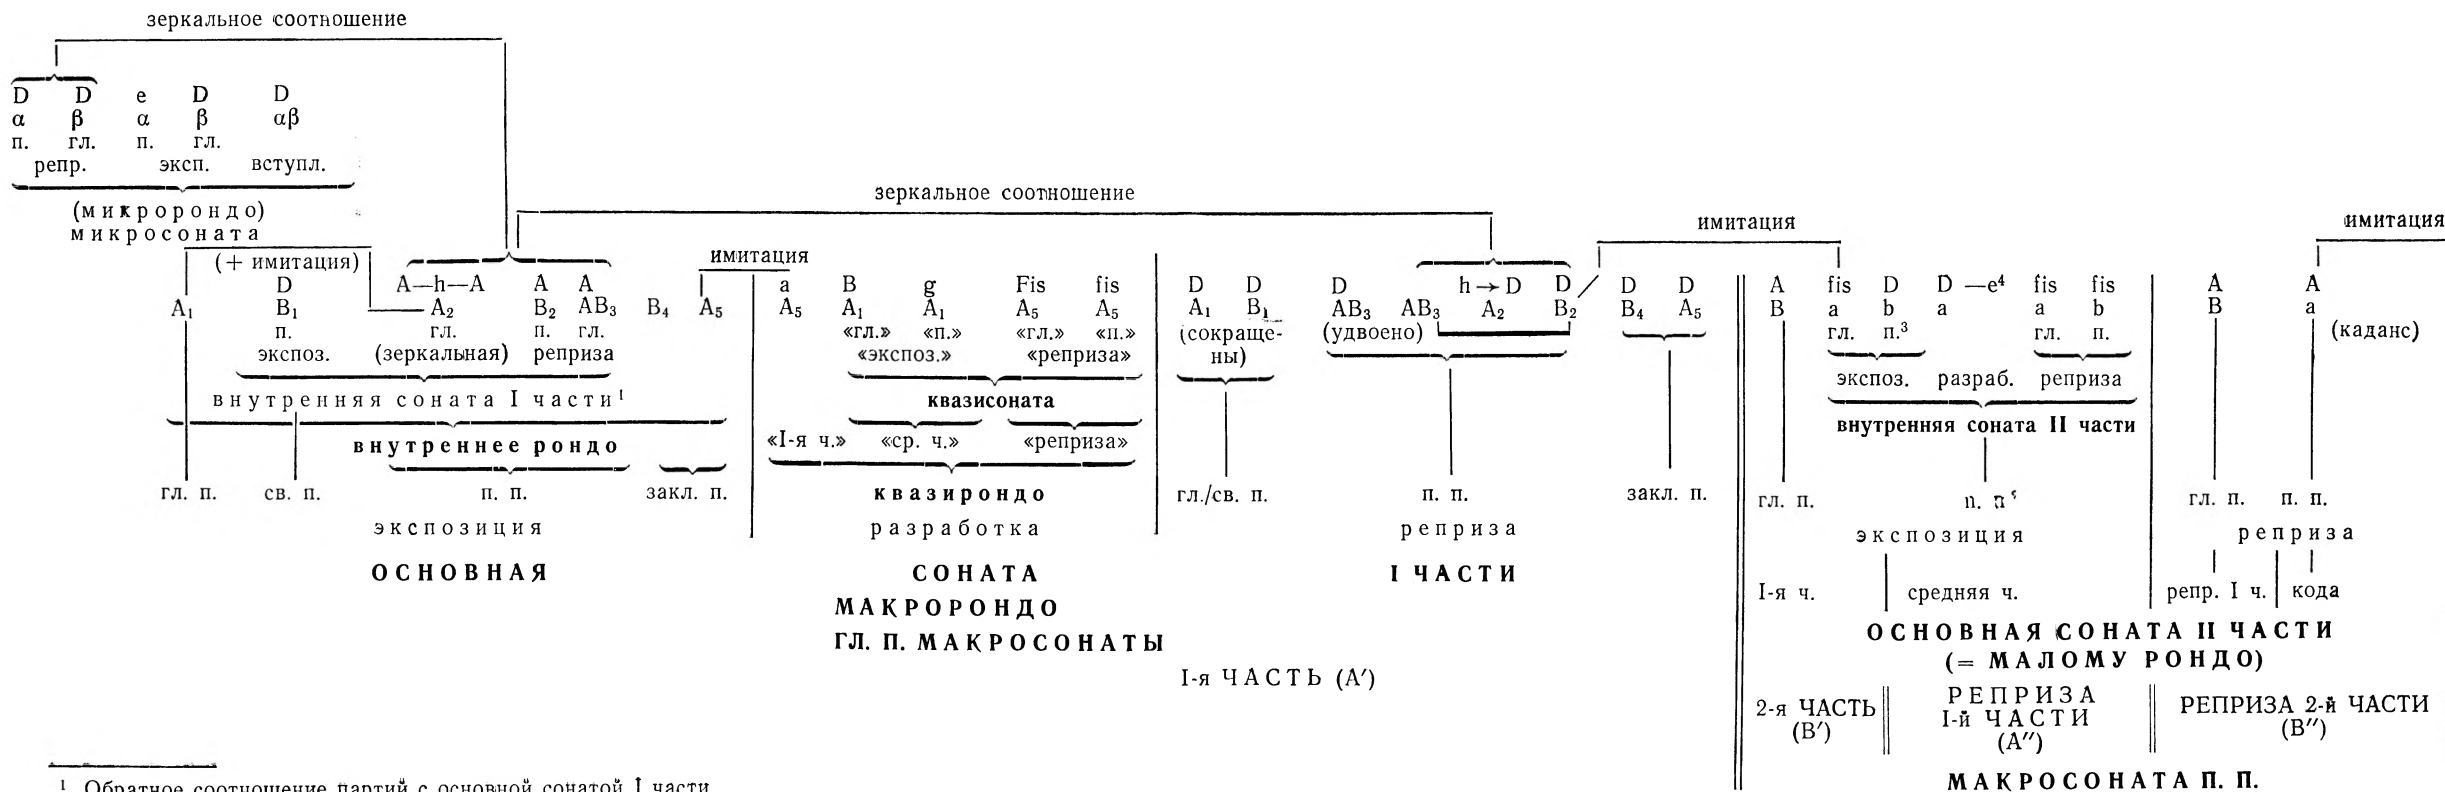 зеркальное соотношение
D D e D D
α β α β αβ
п. гл. п. гл.
репр. эксп. вступл.
(микророндо)
микросоната
зеркальное соотношение
имитация
имитация
(+ имитация)
имитация
D A—h—A A A a B g Fis fis D D D h→D D D D A fis D D —e⁴ fis fis A A
A₁ B₁ A₂ B₂ AB₃ B₄ A₅ A₅ A₁ A₁ A₅ A₅ A₁ B₁ AB₃ AB₃ A₂ B₂ B₄ A₅ B a b a a b B a
п. гл. п. гл. «гл.» «п.» «гл.» «п.» (сокраще- (удвоено) гл. п.³ гл. п. (каданс)
экспоз. (зеркальная) реприза «экспоз.» «реприза» ны)
экспоз. разраб. реприза
внутренняя соната I части¹ квазисоната
внутренняя соната II части
внутреннее рондо «I-я ч.» «ср. ч.» «реприза»
гл. п. св. п. п. п. закл. п. квазирондо гл./св. п. п. п. закл. п. гл. п. п. п⁵ гл. п. п. п.
экспозиция разработка реприза экспозиция реприза
ОСНОВНАЯ СОНАТА I ЧАСТИ
I-я ч. средняя ч. репр. I ч. кода
МАКРОРОНДО
ОСНОВНАЯ СОНАТА II ЧАСТИ
ГЛ. П. МАКРОСОНАТЫ
(= МАЛОМУ РОНДО)
I-я ЧАСТЬ (A′)
2-я ЧАСТЬ
(B′)
РЕПРИЗА
I-й ЧАСТИ
(A″)
РЕПРИЗА 2-й ЧАСТИ
(B″)
МАКРОСОНАТА П. П.
¹ Обратное соотношение партий с основной сонатой I части